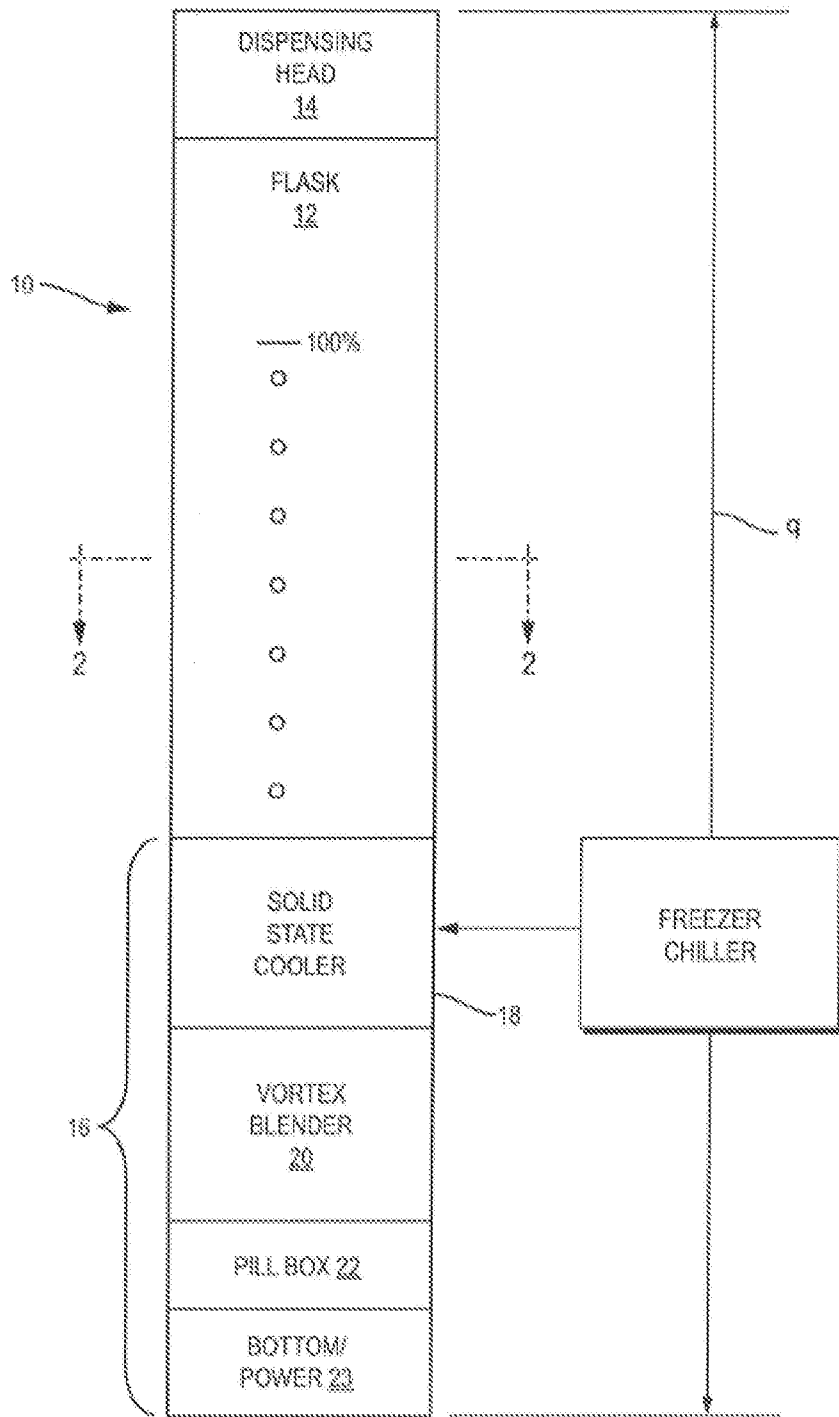 DISPENSING
HEAD
14
FLASK
12
10
100%
q
2
2
SOLID
STATE
COOLER
FREEZER
CHILLER
18
VORTEX
BLENDER
20
16
PILL BOX 22
BOTTOM/
POWER 23